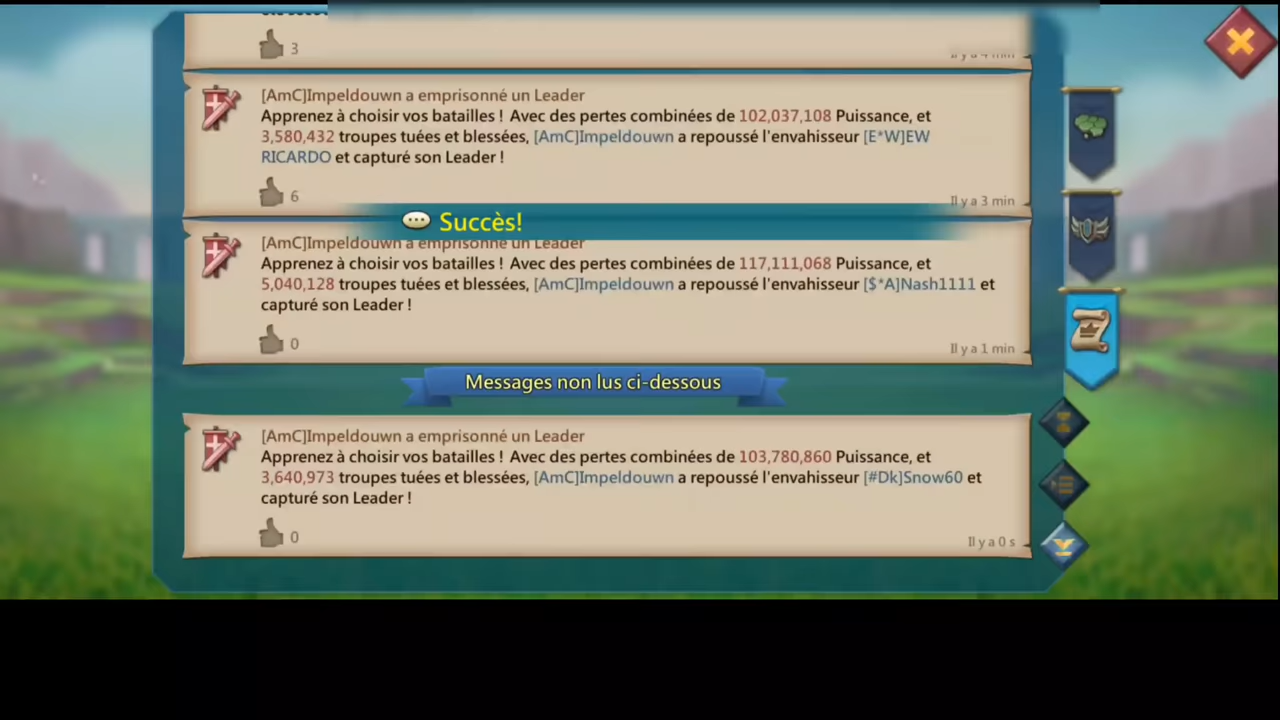 3
[AmC]Impeldouwn a emprisonné un Leader
Apprenez à choisir vos batailles ! Avec des pertes combinées de 102,037,108 Puissance, et
3,580,432 troupes tuées et blessées, [AmC]Impeldouwn a repoussé l'envahisseur [E*W]EW
RICARDO et capturé son Leader !
6
Il y a 3 min
Succès!
[AmC]Impeldouwn a emprisonné un Leader
Apprenez à choisir vos batailles ! Avec des pertes combinées de 117,111,068 Puissance, et
5,040,128 troupes tuées et blessées, [AmC]Impeldouwn a repoussé l'envahisseur [$*A]Nash1111 et
capturé son Leader !
0
Il y a 1 min
Messages non lus ci-dessous
[AmC]Impeldouwn a emprisonné un Leader
Apprenez à choisir vos batailles ! Avec des pertes combinées de 103,780,860 Puissance, et
3,640,973 troupes tuées et blessées, [AmC]Impeldouwn a repoussé l'envahisseur [#Dk]Snow60 et
capturé son Leader !
0
Il y a 0 s